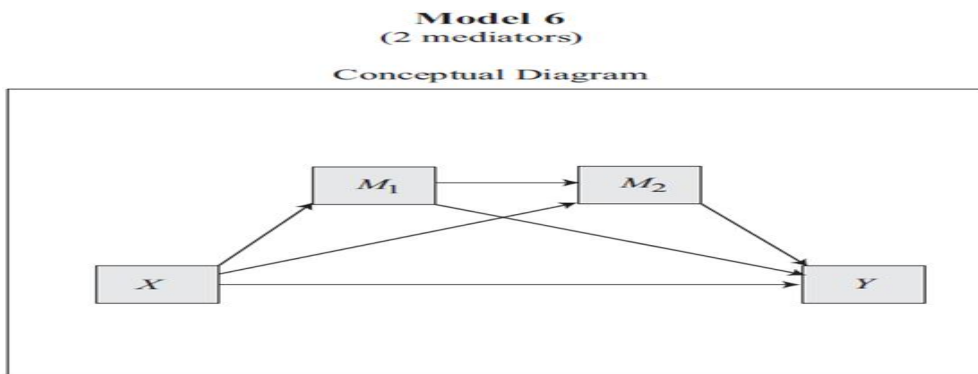 Model 6
(2 mediators)
Conceptual Diagram
M1
M2
X
Y